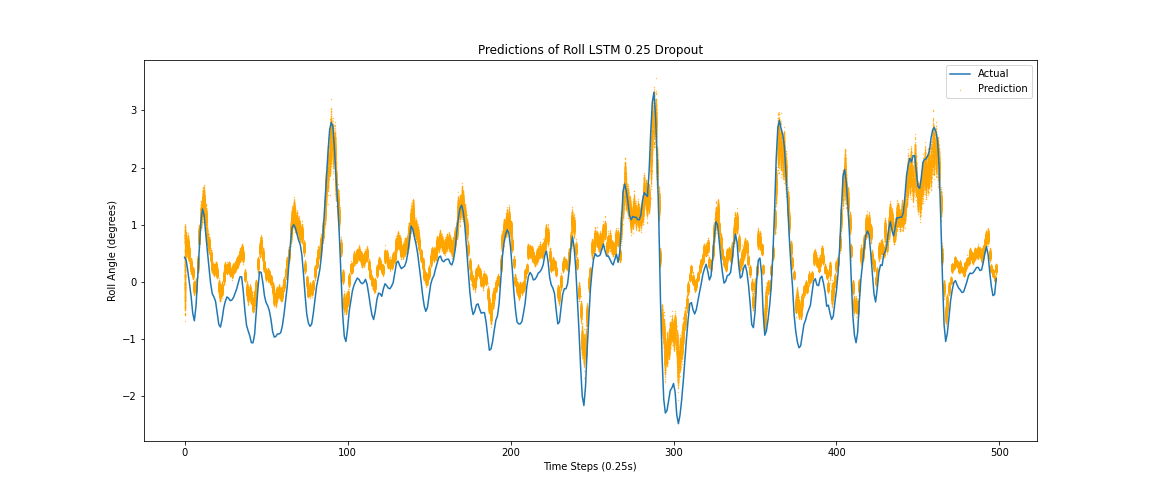 Predictions of Roll LSTM 0.25 Dropout
Actual
Prediction
Roll Angle (degrees)
3
2
1
0
−1
−2
0 100 200 300 400 500
Time Steps (0.25s)